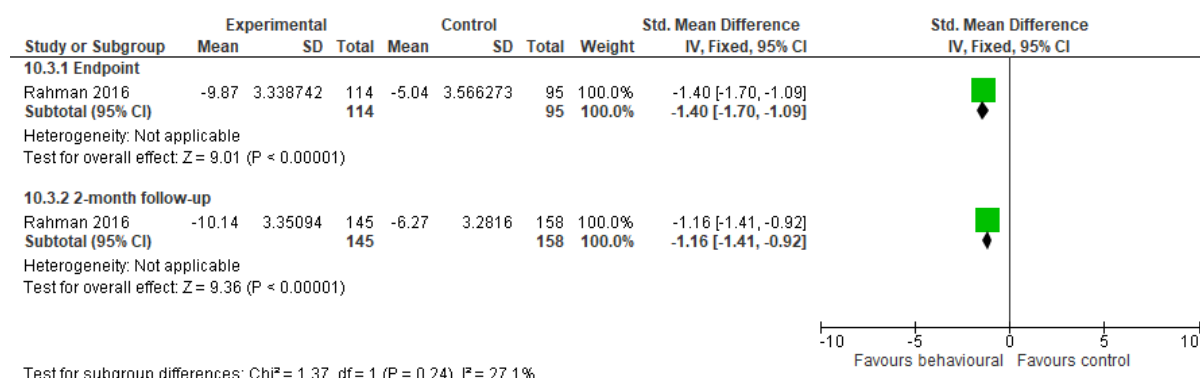 Experimental Control Std. Mean Difference Std. Mean Difference
Study or Subgroup Mean SD Total Mean SD Total Weight IV, Fixed, 95% CI IV, Fixed, 95% CI
10.3.1 Endpoint
Rahman 2016 -9.87 3.338742 114 -5.04 3.566273 95 100.0% -1.40 [-1.70, -1.09]
Subtotal (95% CI) 114 95 100.0% -1.40 [-1.70, -1.09]
Heterogeneity: Not applicable
Test for overall effect: Z = 9.01 (P < 0.00001)
10.3.2 2-month follow-up
Rahman 2016 -10.14 3.35094 145 -6.27 3.2816 158 100.0% -1.16 [-1.41, -0.92]
Subtotal (95% CI) 145 158 100.0% -1.16 [-1.41, -0.92]
Heterogeneity: Not applicable
Test for overall effect: Z = 9.36 (P < 0.00001)
-10 -5 0 5 10
Favours behavioural Favours control
Test for subgroup differences: Chi² = 1.37, df = 1 (P = 0.24), I² = 27.1%